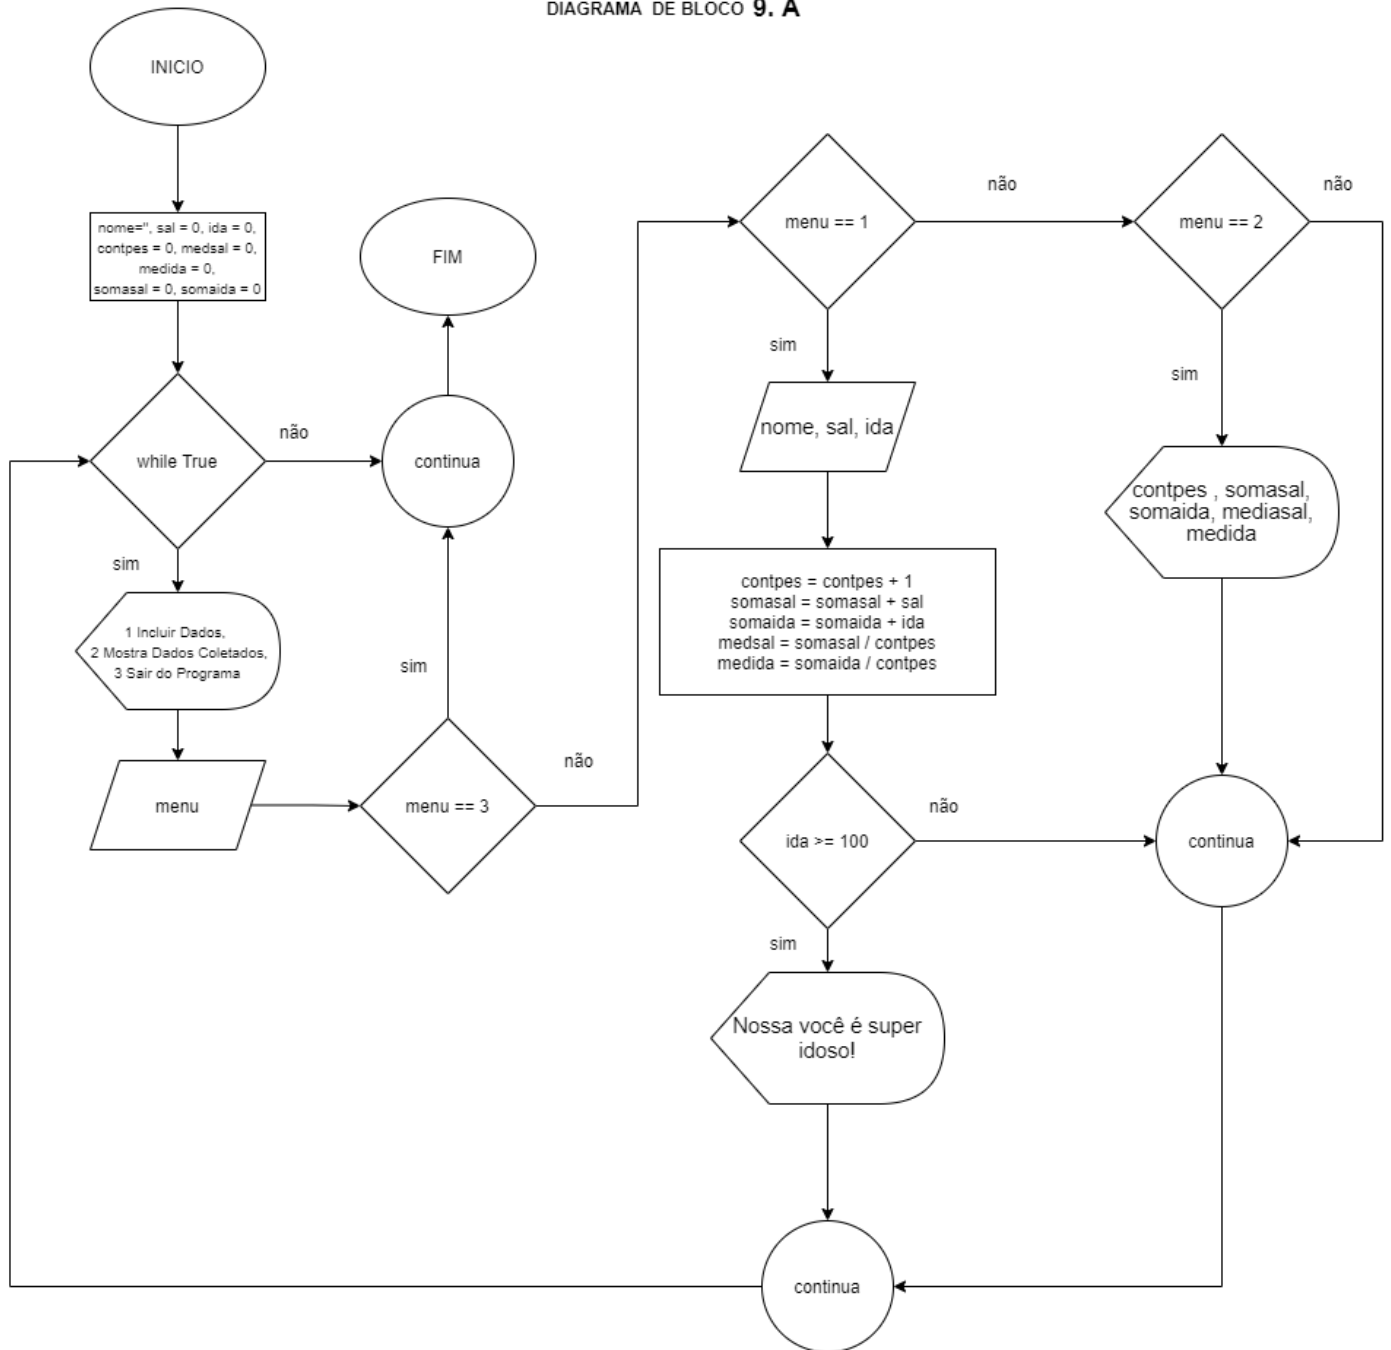 DIAGRAMA DE BLOCO 9. A
INICIO
nome='', sal = 0, ida = 0,
contpes = 0, medsal = 0,
medida = 0,
somasal = 0, somaida = 0
while True
não
continua
FIM
sim
1 Incluir Dados,
2 Mostra Dados Coletados,
3 Sair do Programa
menu
menu == 3
sim
não
menu == 1
não
sim
nome, sal, ida
contpes = contpes + 1
somasal = somasal + sal
somaida = somaida + ida
medsal = somasal / contpes
medida = somaida / contpes
ida >= 100
não
sim
Nossa você é super
idoso!
menu == 2
não
sim
contpes , somasal,
somaida, mediasal,
medida
continua
continua